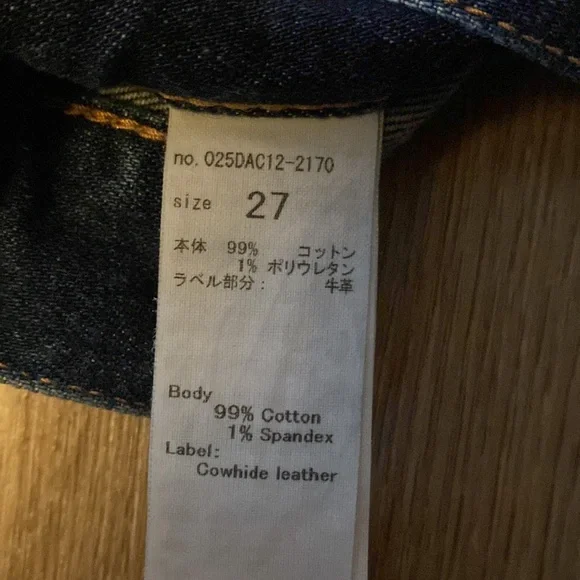 no. 025DAC12-2170
size 27
本体 99% コットン
1% ポリウレタン
ラベル部分： 牛革
Body
99% Cotton
1% Spandex
Label:
Cowhide leather